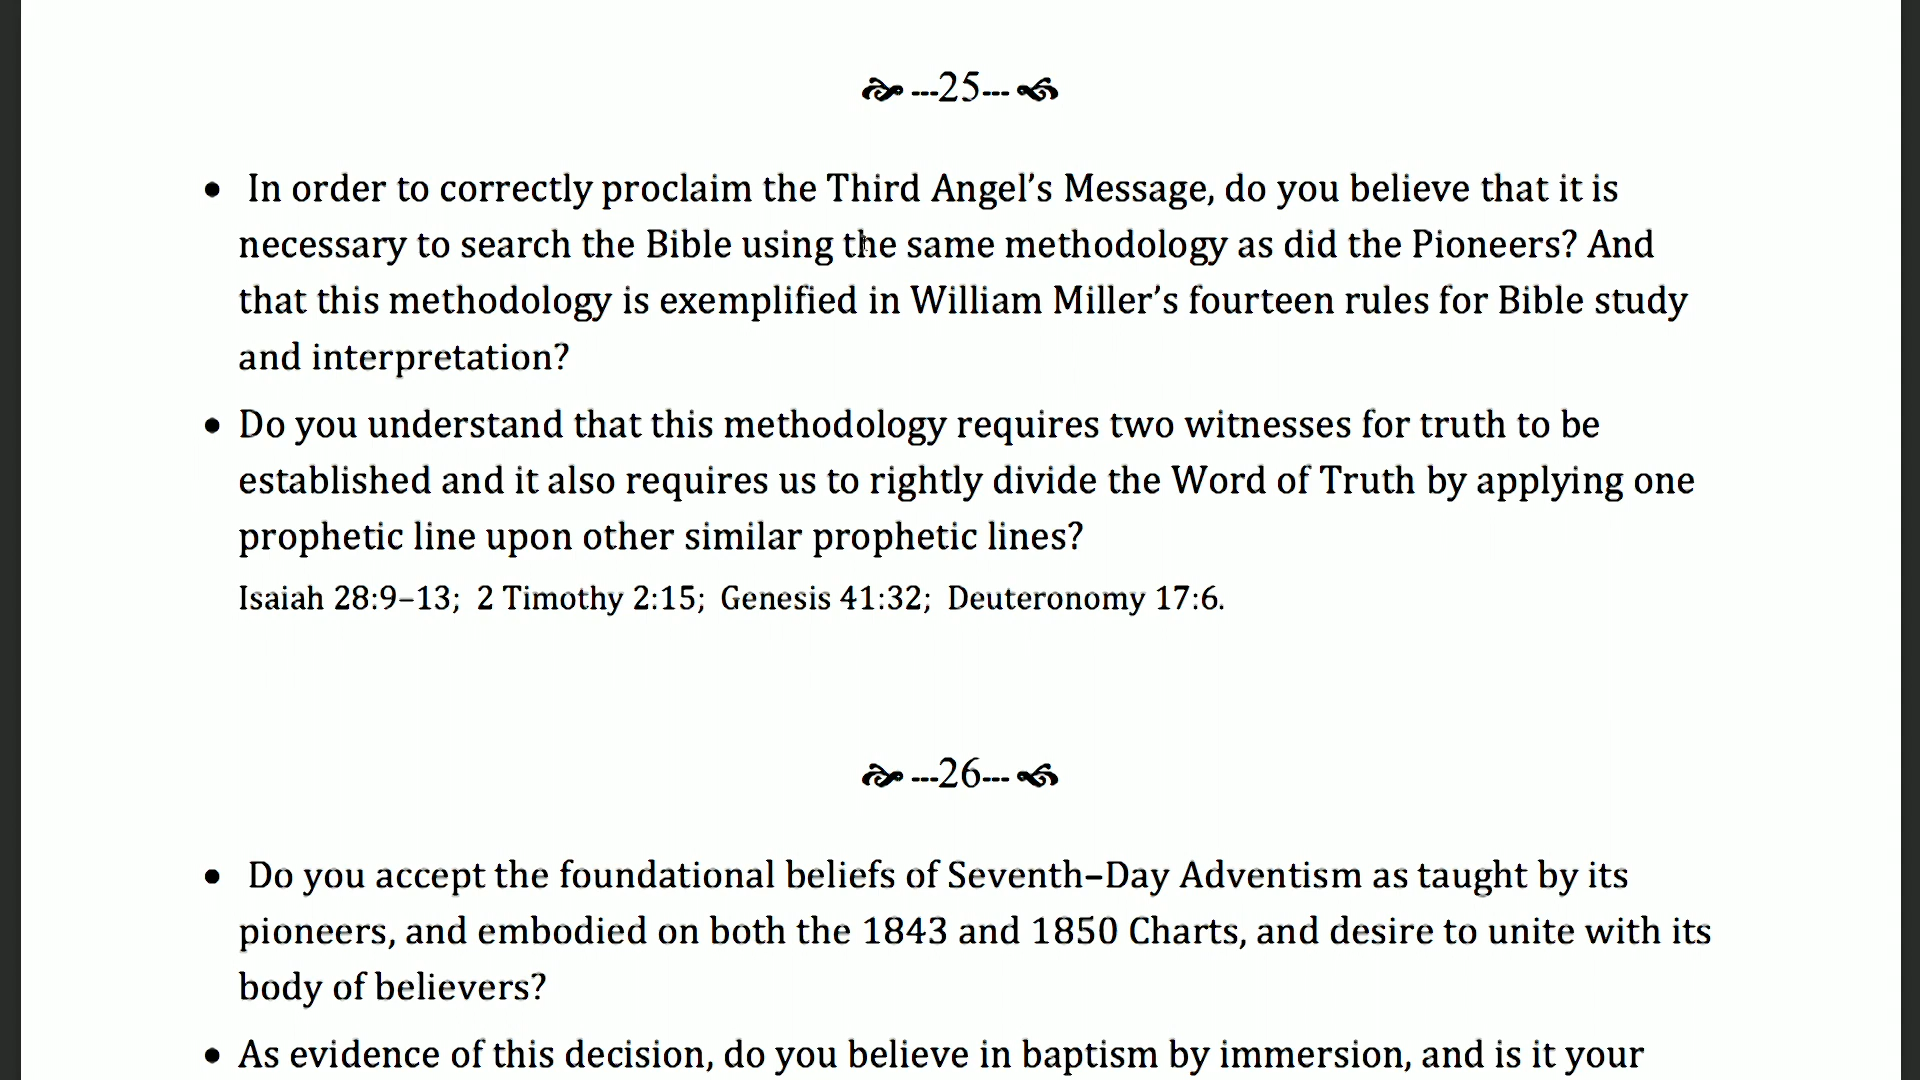 ---25---
• In order to correctly proclaim the Third Angel’s Message, do you believe that it is
necessary to search the Bible using the same methodology as did the Pioneers? And
that this methodology is exemplified in William Miller’s fourteen rules for Bible study
and interpretation?
• Do you understand that this methodology requires two witnesses for truth to be
established and it also requires us to rightly divide the Word of Truth by applying one
prophetic line upon other similar prophetic lines?
Isaiah 28:9–13; 2 Timothy 2:15; Genesis 41:32; Deuteronomy 17:6.
---26---
• Do you accept the foundational beliefs of Seventh–Day Adventism as taught by its
pioneers, and embodied on both the 1843 and 1850 Charts, and desire to unite with its
body of believers?
• As evidence of this decision, do you believe in baptism by immersion, and is it your